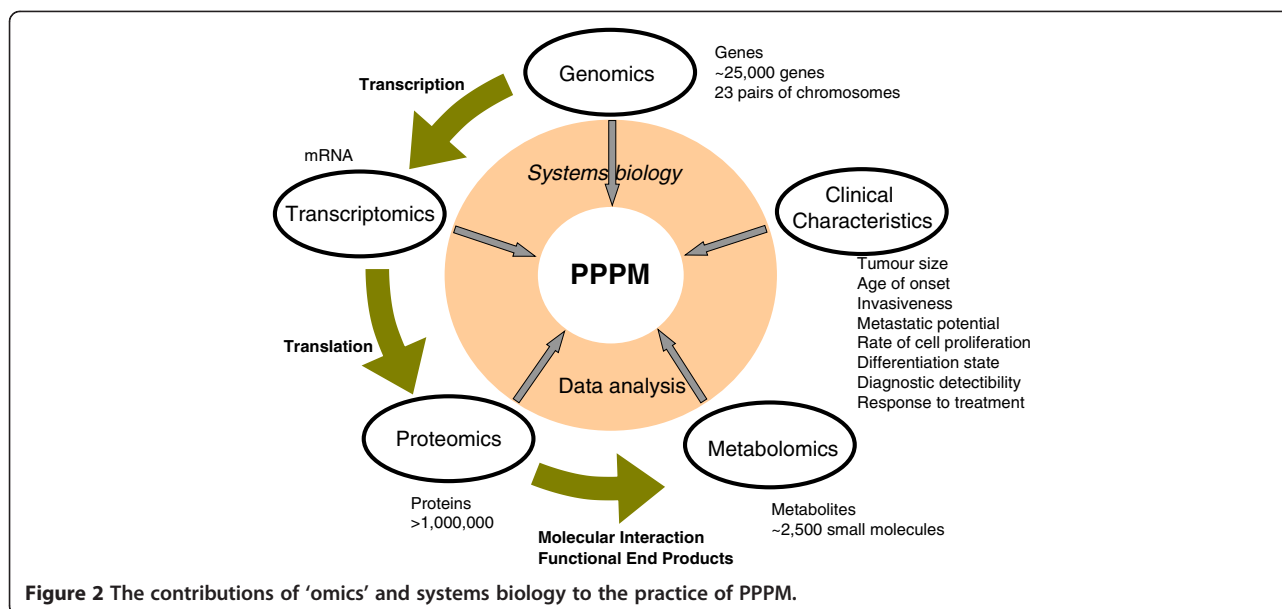 Genomics
Genes
~25,000 genes
23 pairs of chromosomes
Transcription
mRNA
Transcriptomics
Systems biology
Clinical
Characteristics
Tumour size
Age of onset
Invasiveness
Metastatic potential
Rate of cell proliferation
Differentiation state
Diagnostic detectibility
Response to treatment
PPPM
Translation
Data analysis
Proteomics
Proteins
>1,000,000
Metabolomics
Metabolites
~2,500 small molecules
Molecular Interaction
Functional End Products
Figure 2 The contributions of ‘omics’ and systems biology to the practice of PPPM.